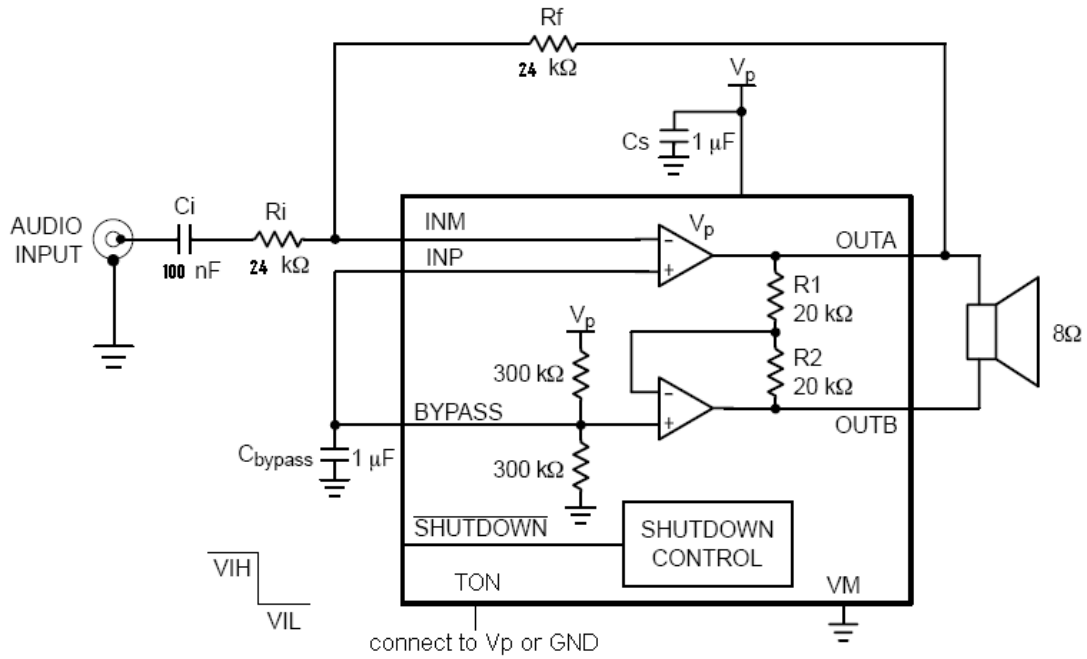 Rf
24 kΩ
Vp
Cs
1 µF
AUDIO
INPUT
Ci
100 nF
Ri
24 kΩ
INM
INP
Vp
OUTA
R1
20 kΩ
Vp
300 kΩ
R2
20 kΩ
8Ω
BYPASS
OUTB
Cbypass
1 µF
300 kΩ
SHUTDOWN
SHUTDOWN
CONTROL
VIH
VIL
TON
VM
connect to Vp or GND
- 
+
-
+